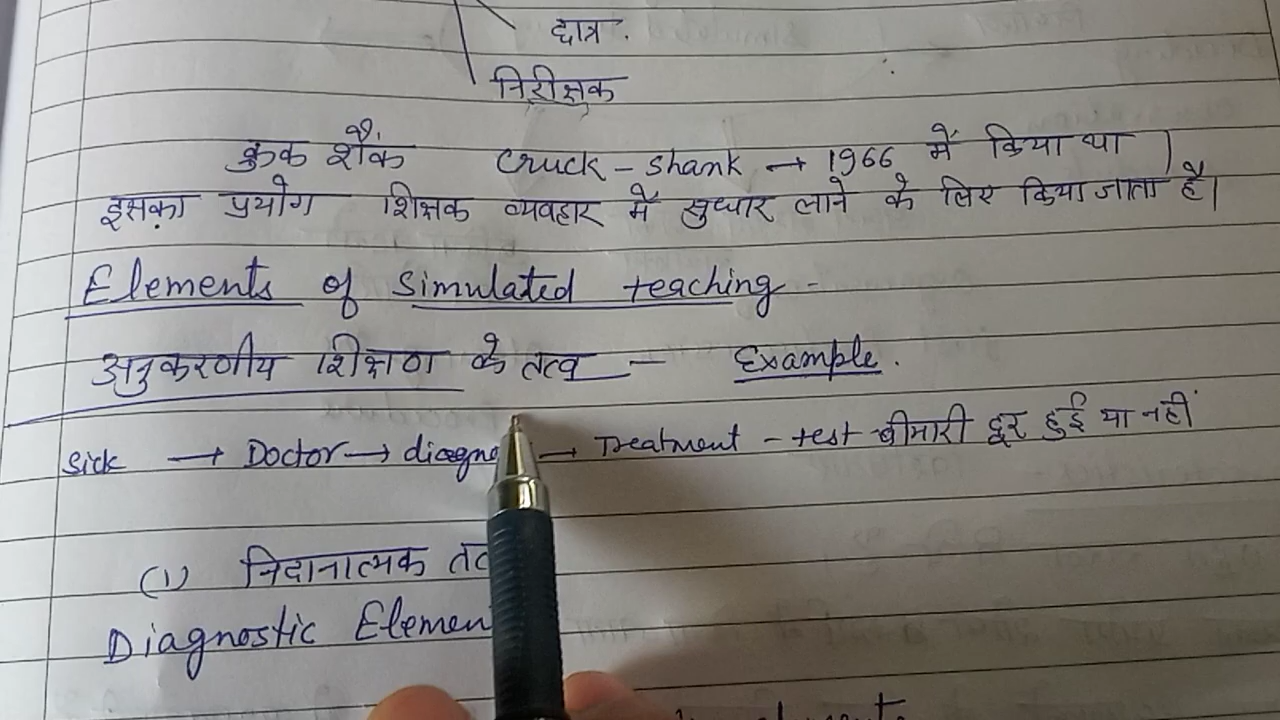 छात्र .
निरीक्षक
क्रुक शैंक Cruck - shank → 1966 में किया था ।
इसका प्रयोग शिक्षक व्यवहार में सुधार लाने के लिए किया जाता है।
Elements of Simulated teaching -
अनुकरणीय शिक्षण के तत्व — Example.
Sick → Doctor → diagno → Treatment - test बीमारी दूर हुई या नहीं
(1) निदानात्मक
Diagnostic Elemen